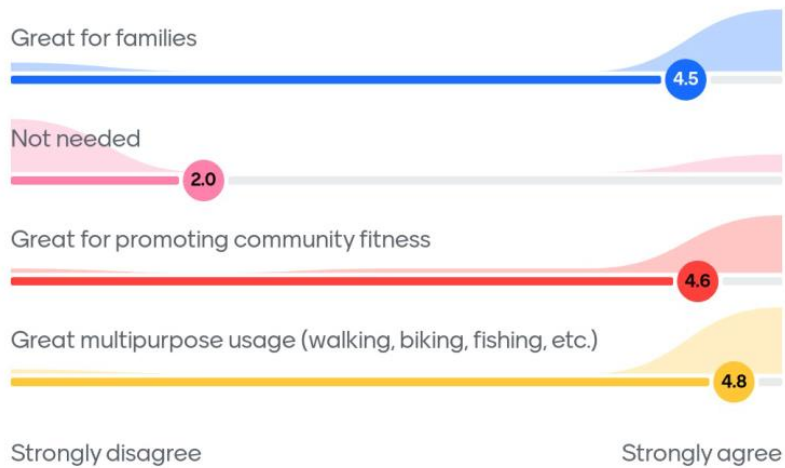 Great for families
4.5
Not needed
2.0
Great for promoting community fitness
4.6
Great multipurpose usage (walking, biking, fishing, etc.)
4.8
Strongly disagree
Strongly agree